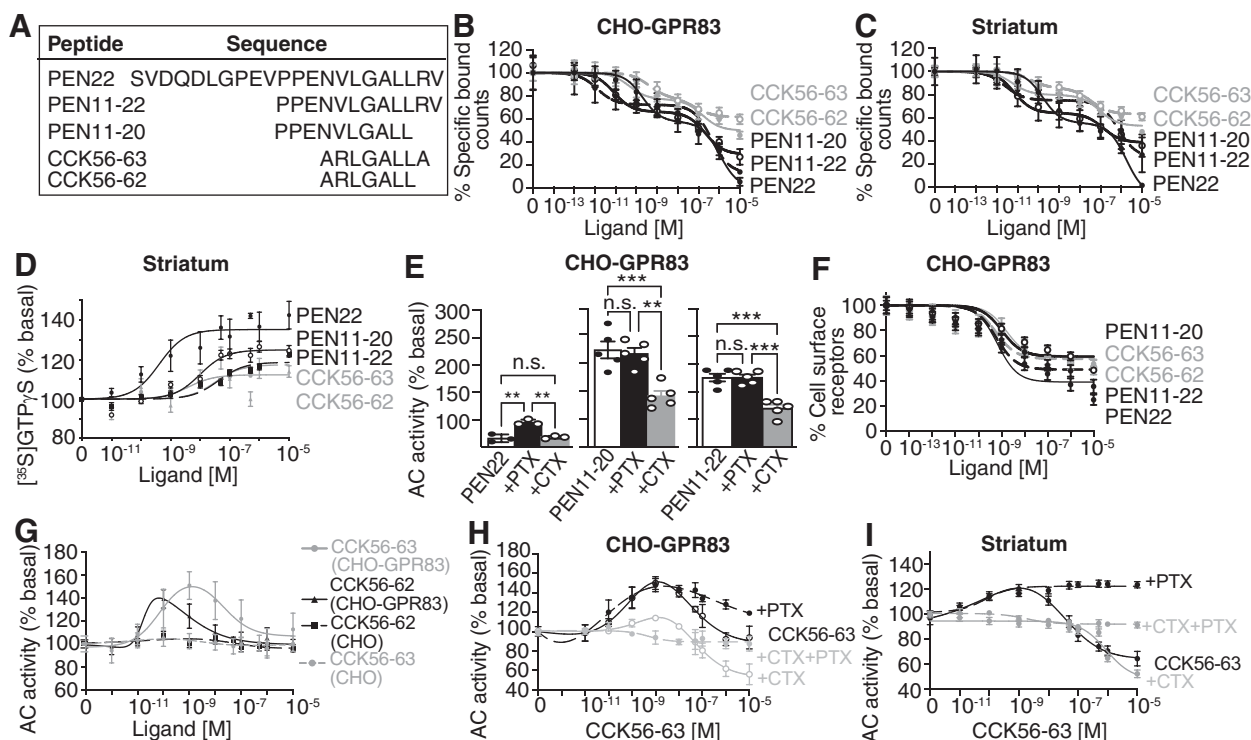 A
Peptide Sequence
PEN22 SVDQDLGPEVPPENVLGALLRV
PEN11-22 PPENVLGALLRV
PEN11-20 PPENVLGALL
CCK56-63 ARLGALLA
CCK56-62 ARLGALL
B
CHO-GPR83
% Specific bound
counts
120
100
80
60
40
20
0
0 10-13 10-11 10-9 10-7 10-5
Ligand [M]
CCK56-63
CCK56-62
PEN11-20
PEN11-22
PEN22
C
Striatum
% Specific bound
counts
120
100
80
60
40
20
0
0 10-13 10-11 10-9 10-7 10-5
Ligand [M]
CCK56-63
CCK56-62
PEN11-20
PEN11-22
PEN22
D
Striatum
[35S]GTPγS (% basal)
140
120
100
80
0 10-11 10-9 10-7 10-5
Ligand [M]
PEN22
PEN11-20
PEN11-22
CCK56-63
CCK56-62
E
CHO-GPR83
AC activity (% basal)
300
250
200
150
100
n.s.
** **
***
n.s. **
***
n.s. ***
PEN22
+PTX
+CTX
PEN11-20
+PTX
+CTX
PEN11-22
+PTX
+CTX
F
CHO-GPR83
% Cell surface
receptors
100
80
60
40
20
0
0 10-13 10-11 10-9 10-7 10-5
Ligand [M]
PEN11-20
CCK56-63
CCK56-62
PEN11-22
PEN22
G
AC activity (% basal)
180
160
140
120
100
80
60
0 10-11 10-9 10-7 10-5
Ligand [M]
CCK56-63
(CHO-GPR83)
CCK56-62
(CHO-GPR83)
CCK56-62
(CHO)
CCK56-63
(CHO)
H
CHO-GPR83
AC activity (% basal)
180
160
140
120
100
80
60
40
0 10-11 10-9 10-7 10-5
CCK56-63 [M]
+PTX
CCK56-63
+CTX+PTX
+CTX
I
Striatum
AC activity (% basal)
160
140
120
100
80
60
40
0 10-11 10-9 10-7 10-5
CCK56-63 [M]
+PTX
+CTX+PTX
CCK56-63
+CTX